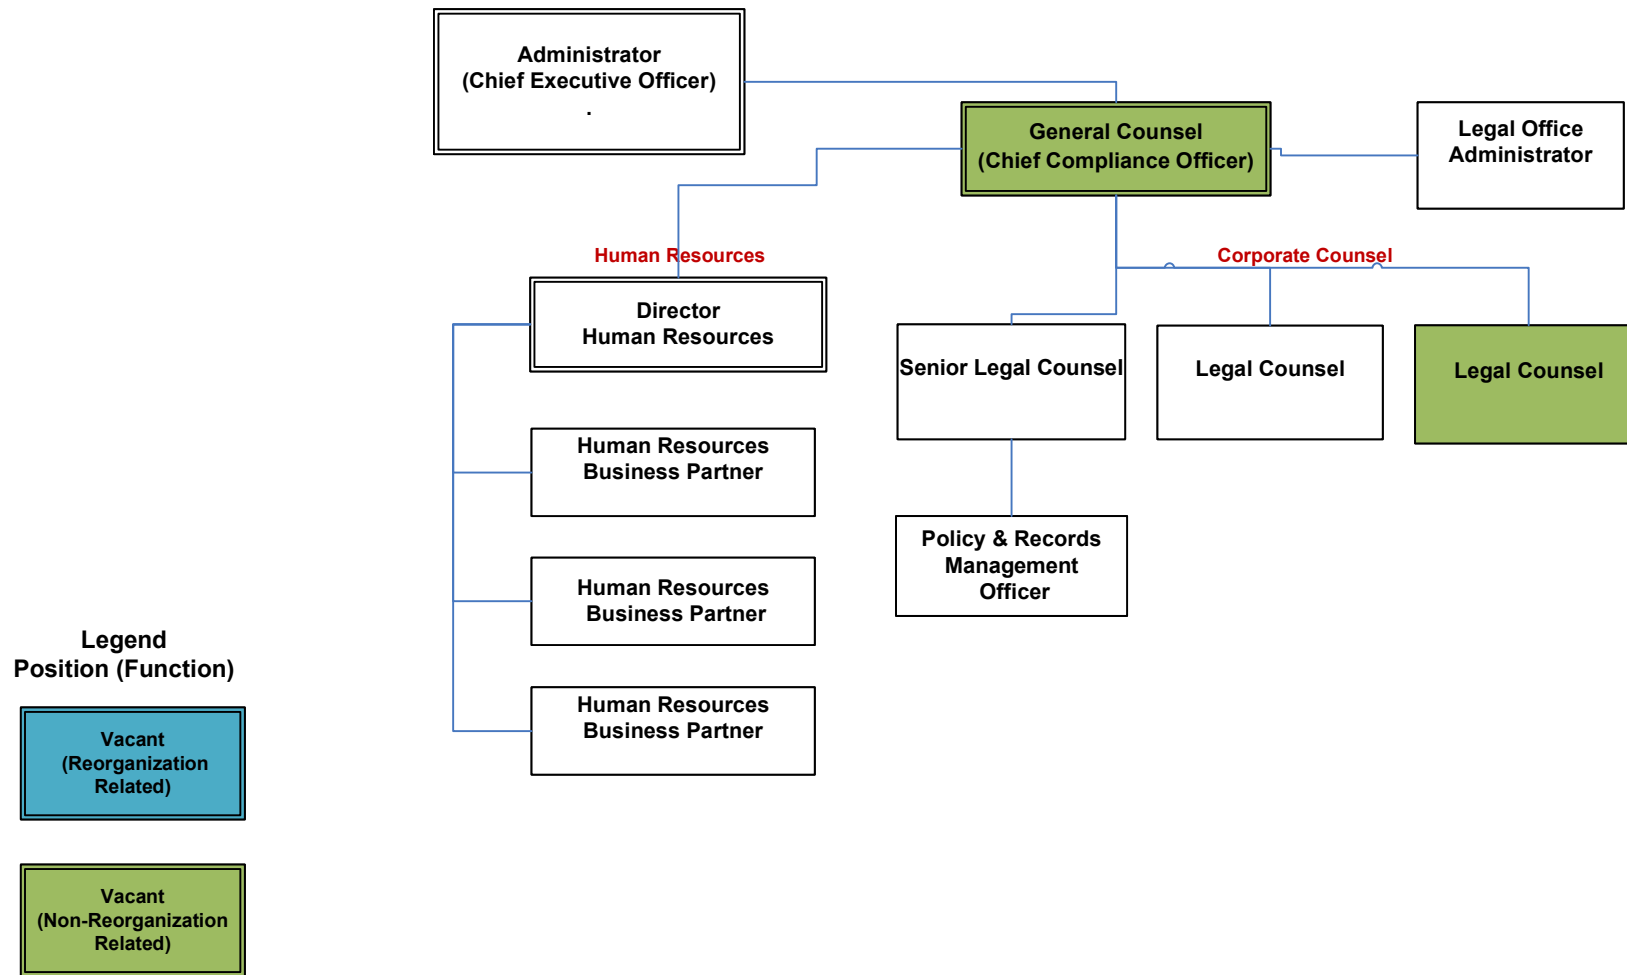 Administrator
(Chief Executive Officer)
.
General Counsel
(Chief Compliance Officer)
Legal Office
Administrator
Human Resources
Corporate Counsel
Director
Human Resources
Senior Legal Counsel
Legal Counsel
Legal Counsel
Human Resources
Business Partner
Policy & Records
Management
Officer
Human Resources
Business Partner
Human Resources
Business Partner
Legend
Position (Function)
Vacant
(Reorganization
Related)
Vacant
(Non-Reorganization
Related)